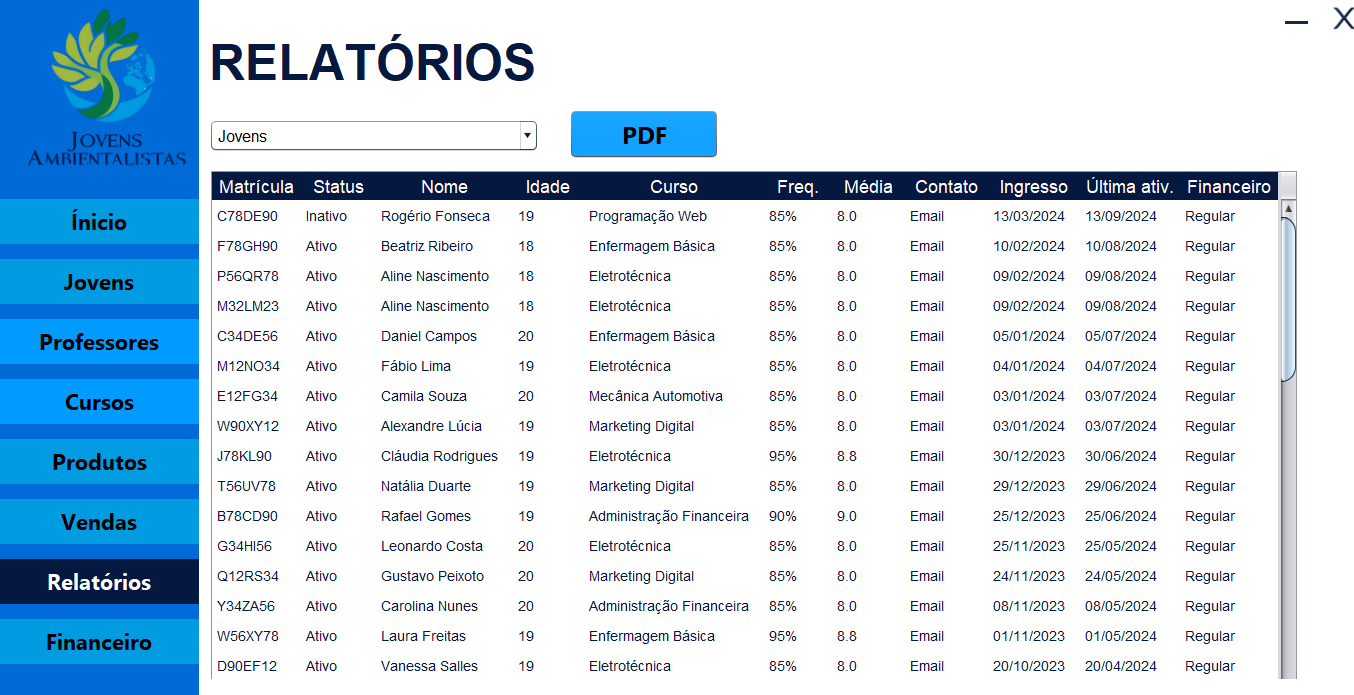 JOVENS
AMBIENTALISTAS
Ínicio
Jovens
Professores
Cursos
Produtos
Vendas
Relatórios
Financeiro
X
RELATÓRIOS
Jovens
PDF
Matrícula Status Nome Idade Curso Freq. Média Contato Ingresso Última ativ. Financeiro
C78DE90 Inativo Rogério Fonseca 19 Programação Web 85% 8.0 Email 13/03/2024 13/09/2024 Regular
F78GH90 Ativo Beatriz Ribeiro 18 Enfermagem Básica 85% 8.0 Email 10/02/2024 10/08/2024 Regular
P56QR78 Ativo Aline Nascimento 18 Eletrotécnica 85% 8.0 Email 09/02/2024 09/08/2024 Regular
M32LM23 Ativo Aline Nascimento 18 Eletrotécnica 85% 8.0 Email 09/02/2024 09/08/2024 Regular
C34DE56 Ativo Daniel Campos 20 Enfermagem Básica 85% 8.0 Email 05/01/2024 05/07/2024 Regular
M12NO34 Ativo Fábio Lima 19 Eletrotécnica 85% 8.0 Email 04/01/2024 04/07/2024 Regular
E12FG34 Ativo Camila Souza 20 Mecânica Automotiva 85% 8.0 Email 03/01/2024 03/07/2024 Regular
W90XY12 Ativo Alexandre Lúcia 19 Marketing Digital 85% 8.0 Email 03/01/2024 03/07/2024 Regular
J78KL90 Ativo Cláudia Rodrigues 19 Eletrotécnica 95% 8.8 Email 30/12/2023 30/06/2024 Regular
T56UV78 Ativo Natália Duarte 19 Marketing Digital 85% 8.0 Email 29/12/2023 29/06/2024 Regular
B78CD90 Ativo Rafael Gomes 19 Administração Financeira 90% 9.0 Email 25/12/2023 25/06/2024 Regular
G34HI56 Ativo Leonardo Costa 20 Eletrotécnica 85% 8.0 Email 25/11/2023 25/05/2024 Regular
Q12RS34 Ativo Gustavo Peixoto 20 Marketing Digital 85% 8.0 Email 24/11/2023 24/05/2024 Regular
Y34ZA56 Ativo Carolina Nunes 20 Administração Financeira 85% 8.0 Email 08/11/2023 08/05/2024 Regular
W56XY78 Ativo Laura Freitas 19 Enfermagem Básica 95% 8.8 Email 01/11/2023 01/05/2024 Regular
D90EF12 Ativo Vanessa Salles 19 Eletrotécnica 85% 8.0 Email 20/10/2023 20/04/2024 Regular